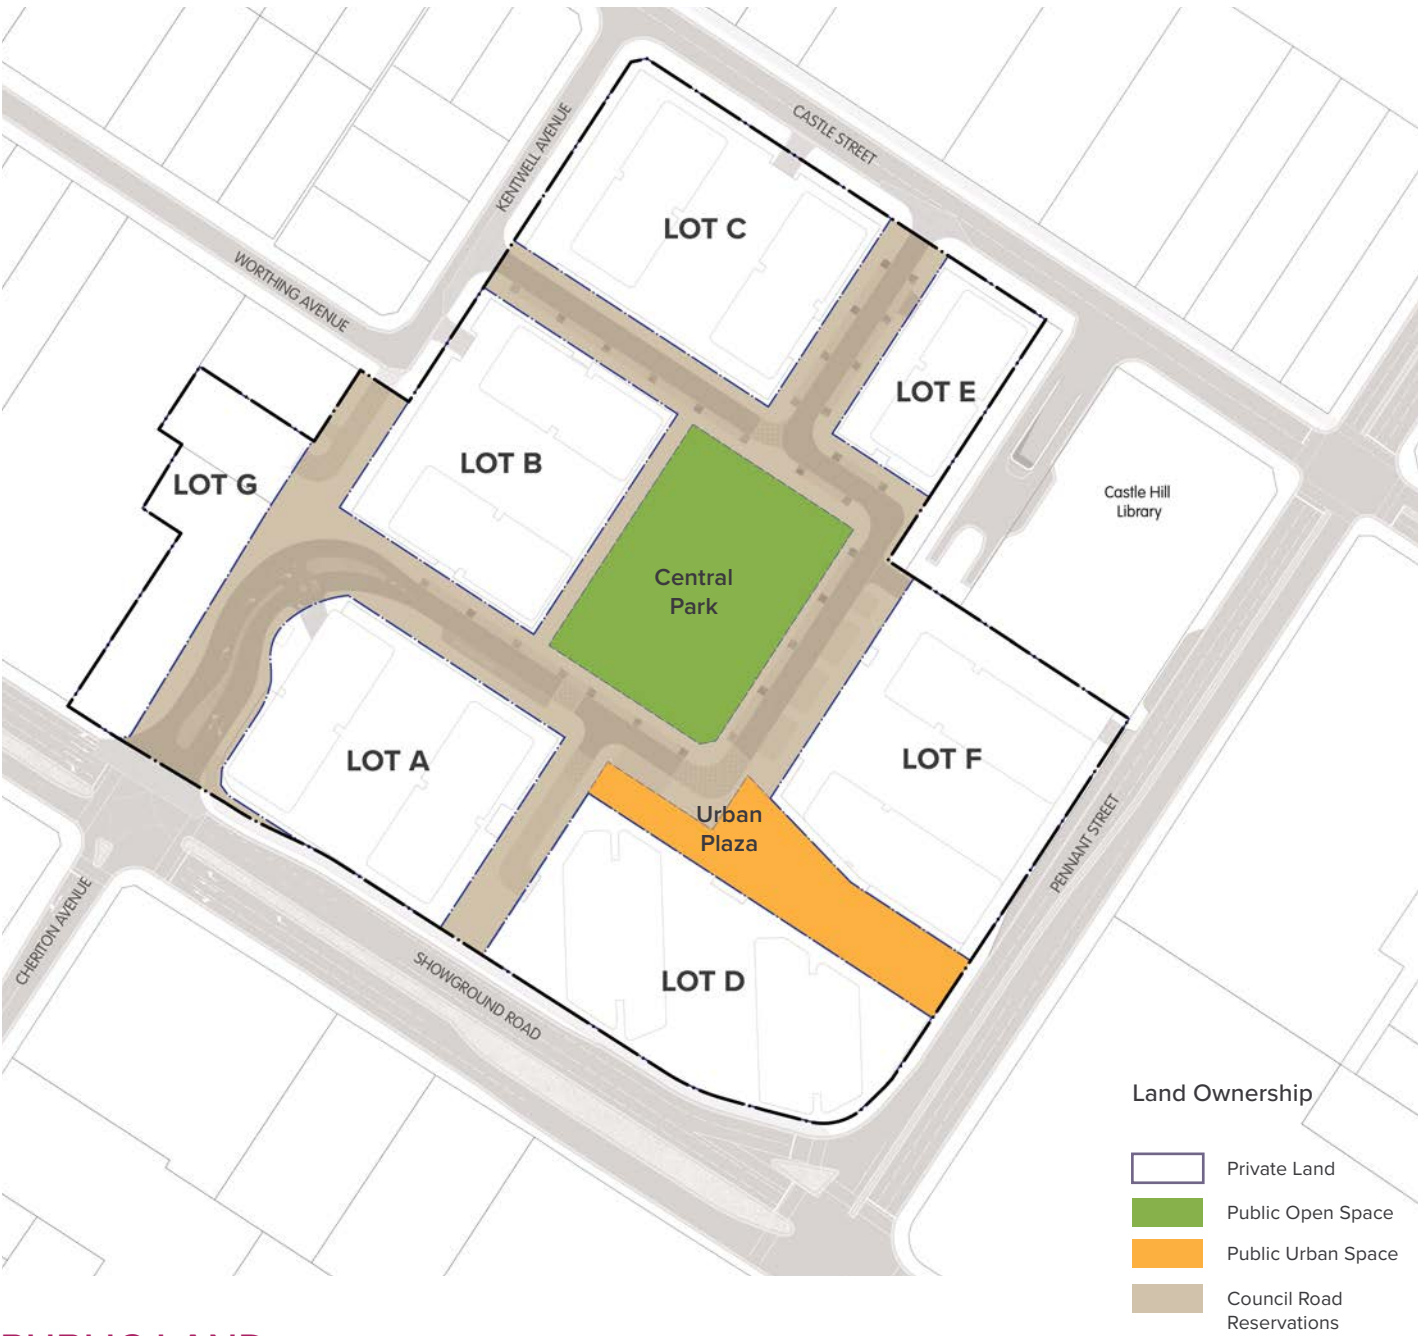 CASTLE STREET
KENTWELL AVENUE
WORTHING AVENUE
LOT C
LOT E
LOT B
LOT G
Castle Hill
Library
Central
Park
LOT A
LOT F
Urban
Plaza
PENNANT STREET
CHERITON AVENUE
SHOWGROUND ROAD
LOT D
Land Ownership
Private Land
Public Open Space
Public Urban Space
Council Road
Reservations